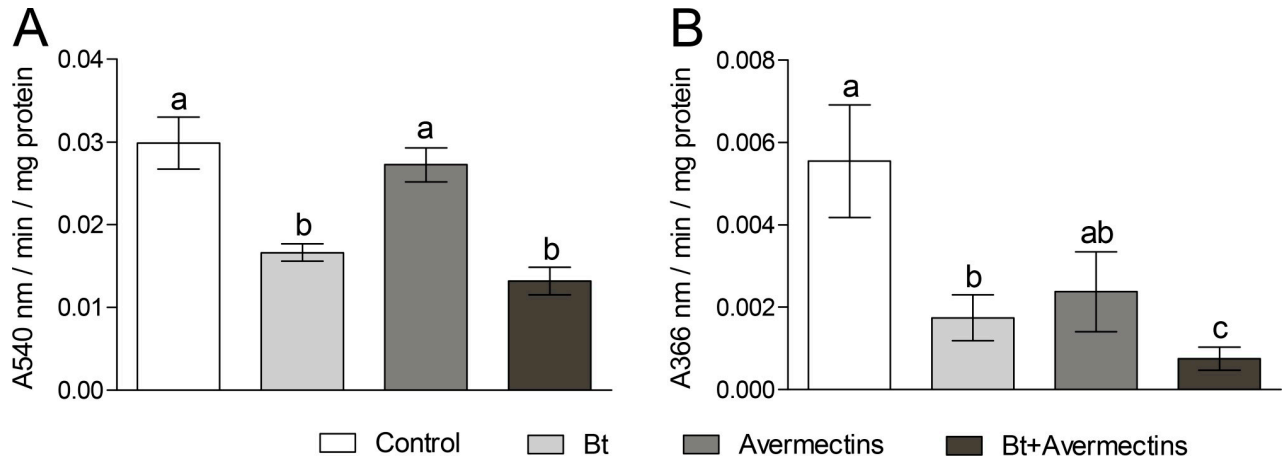 A
A540 nm / min / mg protein
0.04
0.03
0.02
0.01
0.00
a
b
a
b
B
A366 nm / min / mg protein
0.008
0.006
0.004
0.002
0.000
a
b
ab
c
Control
Bt
Avermectins
Bt+Avermectins